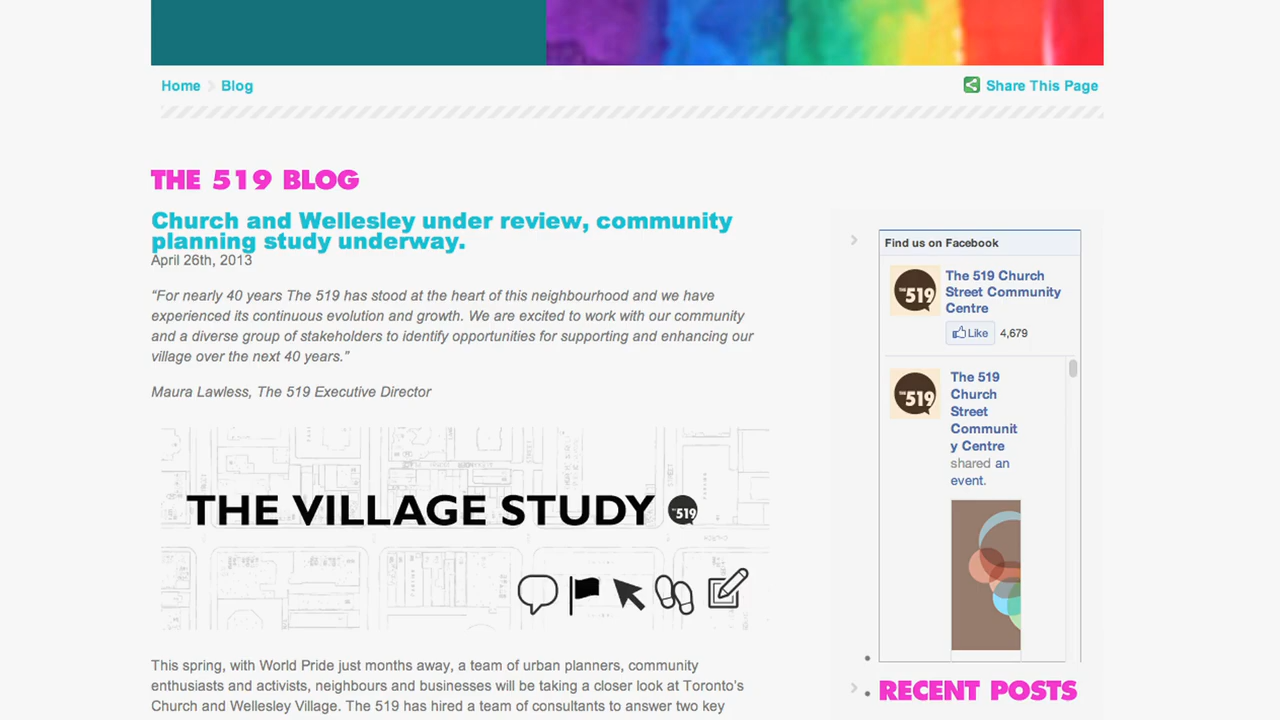 Home Blog
Share This Page
THE 519 BLOG
Church and Wellesley under review, community
planning study underway.
April 26th, 2013
“For nearly 40 years The 519 has stood at the heart of this neighbourhood and we have
experienced its continuous evolution and growth. We are excited to work with our community
and a diverse group of stakeholders to identify opportunities for supporting and enhancing our
village over the next 40 years.”
Maura Lawless, The 519 Executive Director
THE VILLAGE STUDY THE 519
This spring, with World Pride just months away, a team of urban planners, community
enthusiasts and activists, neighbours and businesses will be taking a closer look at Toronto’s
Church and Wellesley Village. The 519 has hired a team of consultants to answer two key
Find us on Facebook
THE 519
The 519 Church
Street Community
Centre
Like 4,679
THE 519
The 519
Church
Street
Communit
y Centre
shared an
event.
RECENT POSTS